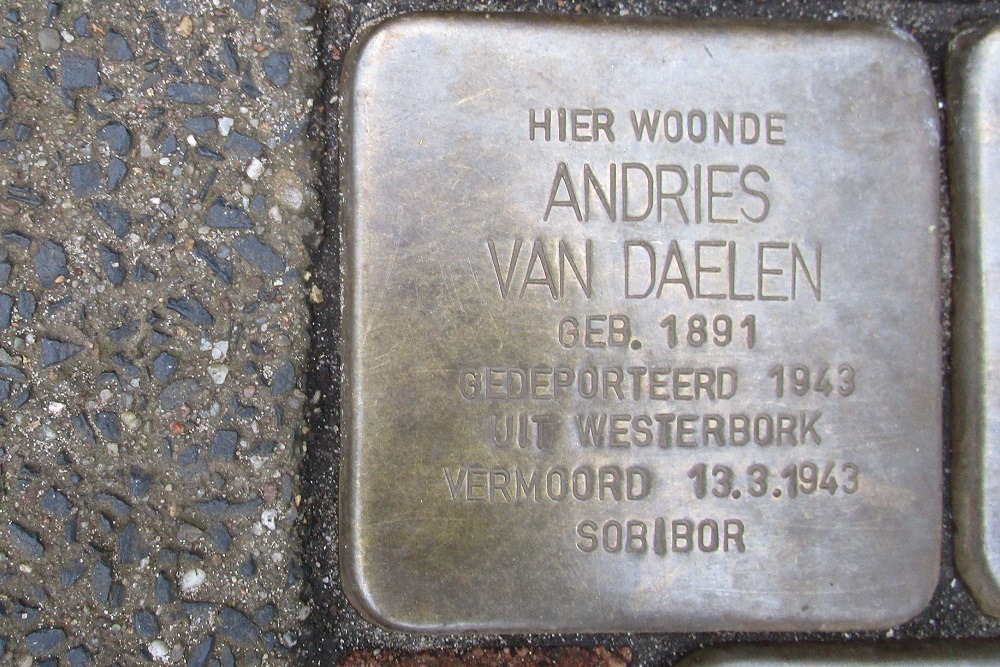 HIER WOONDE
ANDRIES
VAN DAELEN
GEB. 1891
GEDEPORTEERD 1943
UIT WESTERBORK
VERMOORD 13.3.1943
SOBIBOR